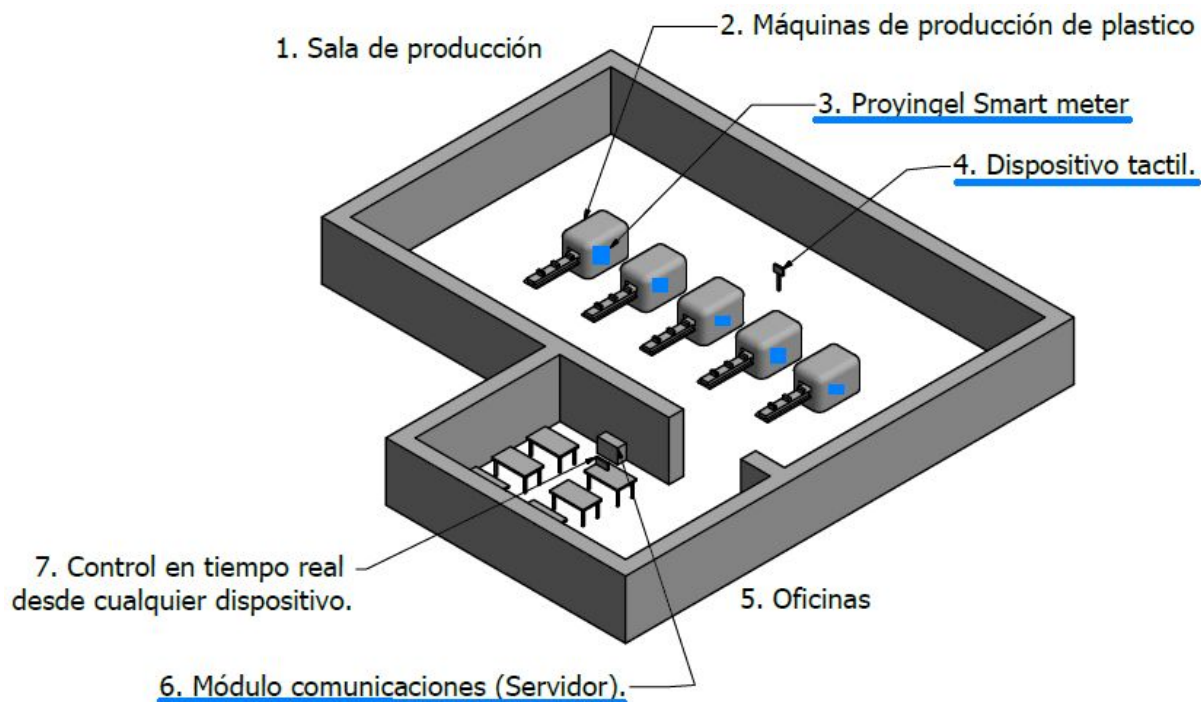 1. Sala de producción
2. Máquinas de producción de plastico
3. Proyingel Smart meter
4. Dispositivo tactil.
7. Control en tiempo real
desde cualquier dispositivo.
5. Oficinas
6. Módulo comunicaciones (Servidor).